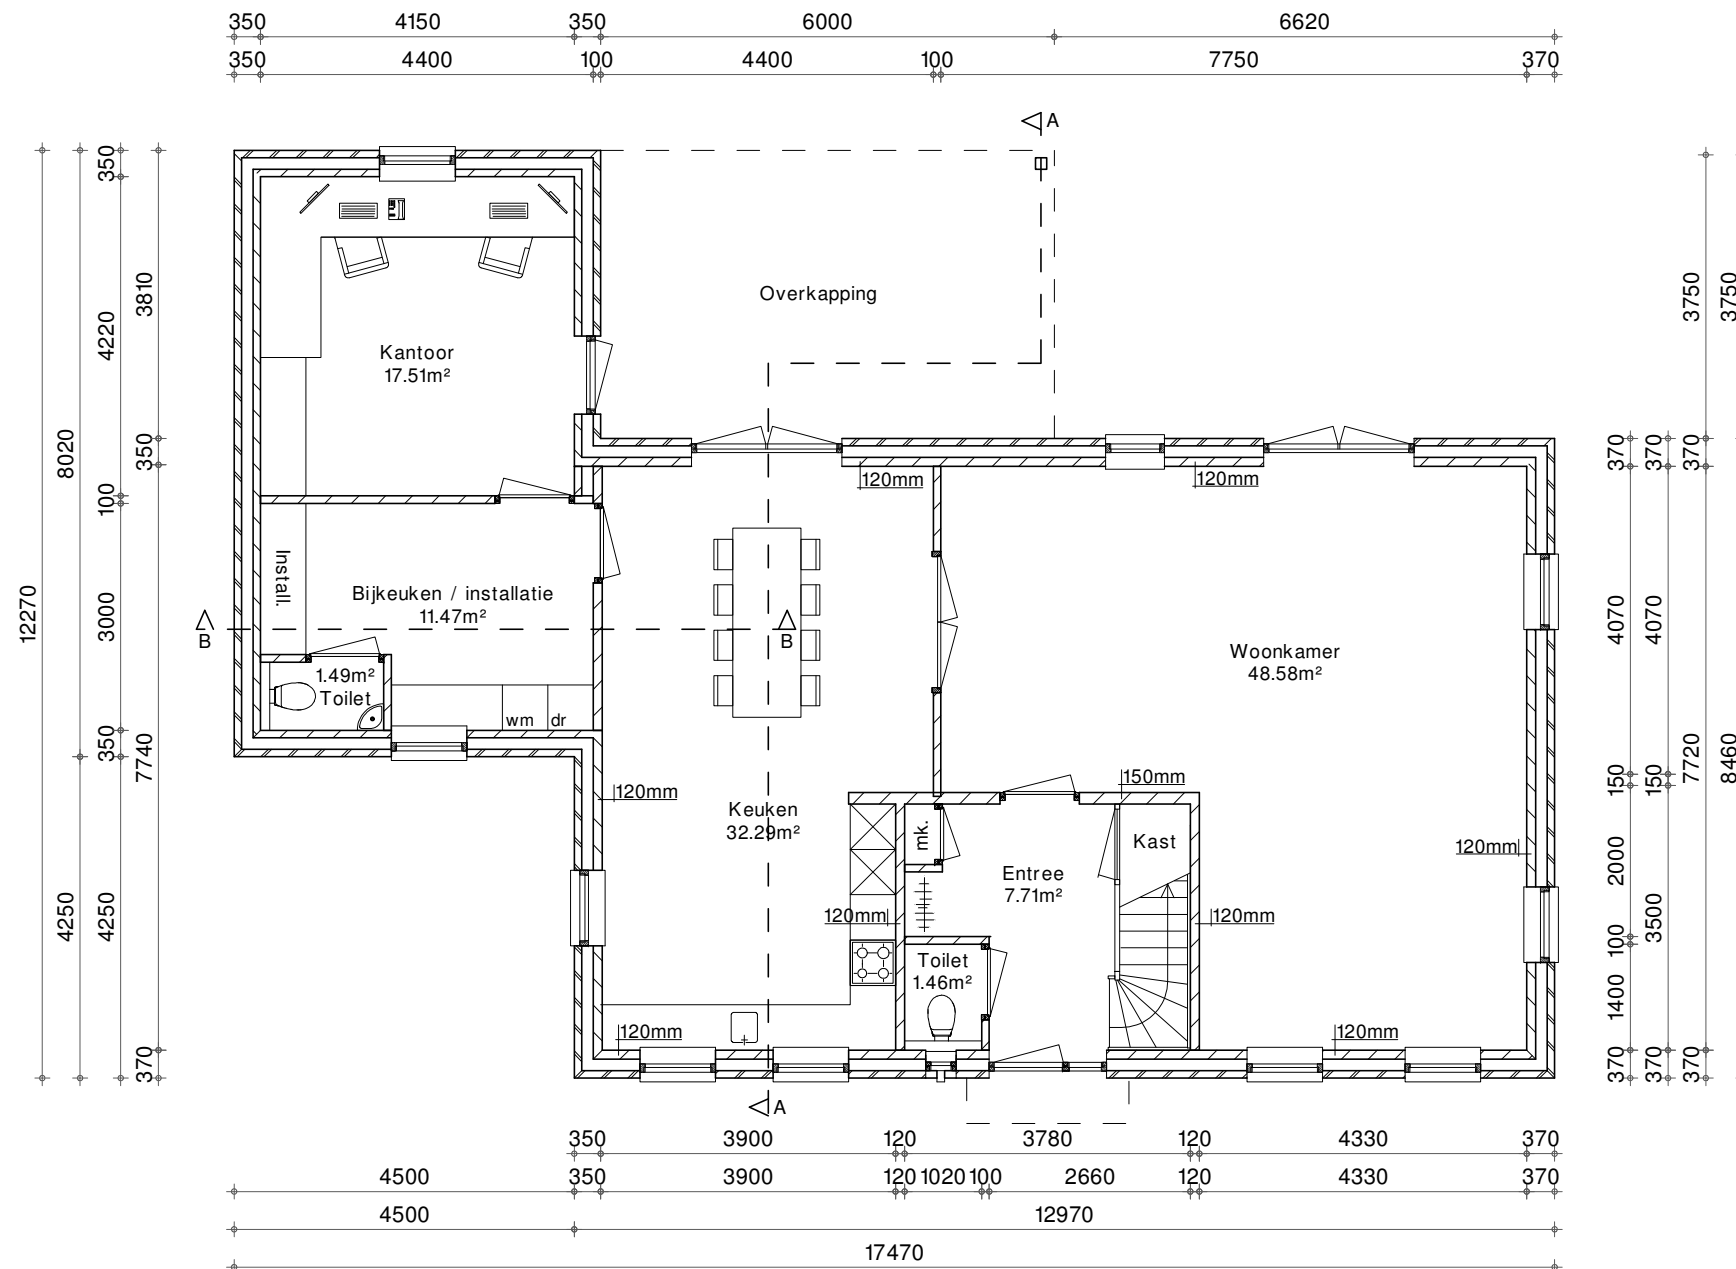 350 4150 350 6000 6620
350 4400 100 4400 100 7750 370
A
Overkapping
Kantoor
17.51m²
120mm
120mm
Install.
Bijkeuken / installatie
11.47m²
B
B
1.49m²
Toilet
wm
dr
Woonkamer
48.58m²
120mm
150mm
Keuken
32.29m²
mk.
Kast
Entree
7.71m²
120mm
120mm
120mm
Toilet
1.46m²
120mm
120mm
A
12270
8020
4250
350
4220
100
3000
350
4250
3810
350
7740
370
370
4070
150
2000
100
1400
370
370
4070
150
3500
370
3750
370
7720
370
3750
8460
350 3900 120 3780 120 4330 370
4500 350 3900 120 1020 100 2660 120 4330 370
4500 12970
17470